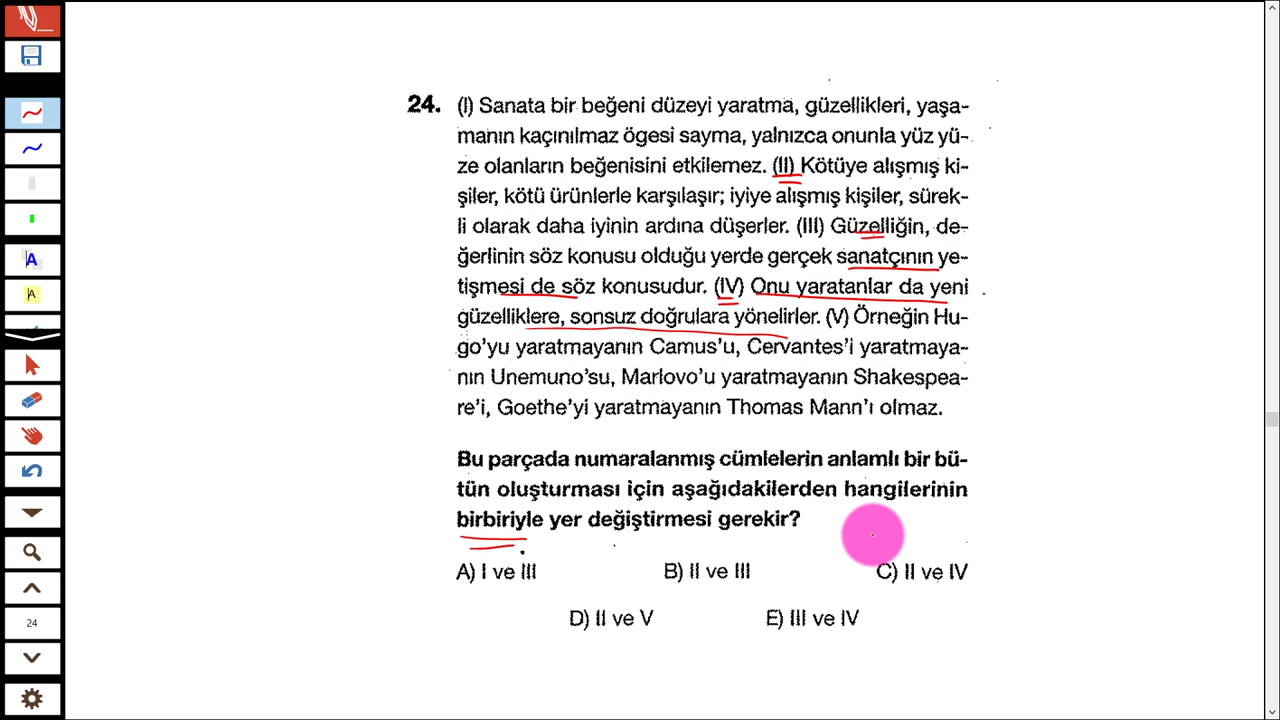 24. (I) Sanata bir beğeni düzeyi yaratma, güzellikleri, yaşa-
manın kaçınılmaz ögesi sayma, yalnızca onunla yüz yü-
ze olanların beğenisini etkilemez. (II) Kötüye alışmış ki-
şiler, kötü ürünlerle karşılaşır; iyiye alışmış kişiler, sürek-
li olarak daha iyinin ardına düşerler. (III) Güzelliğin, de-
ğerlinin söz konusu olduğu yerde gerçek sanatçının ye-
tişmesi de söz konusudur. (IV) Onu yaratanlar da yeni
güzelliklere, sonsuz doğrulara yönelirler. (V) Örneğin Hu-
go'yu yaratmayanın Camus'u, Cervantes'i yaratmaya-
nın Unemuno'su, Marlovo'u yaratmayanın Shakespea-
re'i, Goethe'yi yaratmayanın Thomas Mann'ı olmaz.
Bu parçada numaralanmış cümlelerin anlamlı bir bü-
tün oluşturması için aşağıdakilerden hangilerinin
birbiriyle yer değiştirmesi gerekir?
A) I ve III B) II ve III C) II ve IV
D) II ve V E) III ve IV
A
A
24